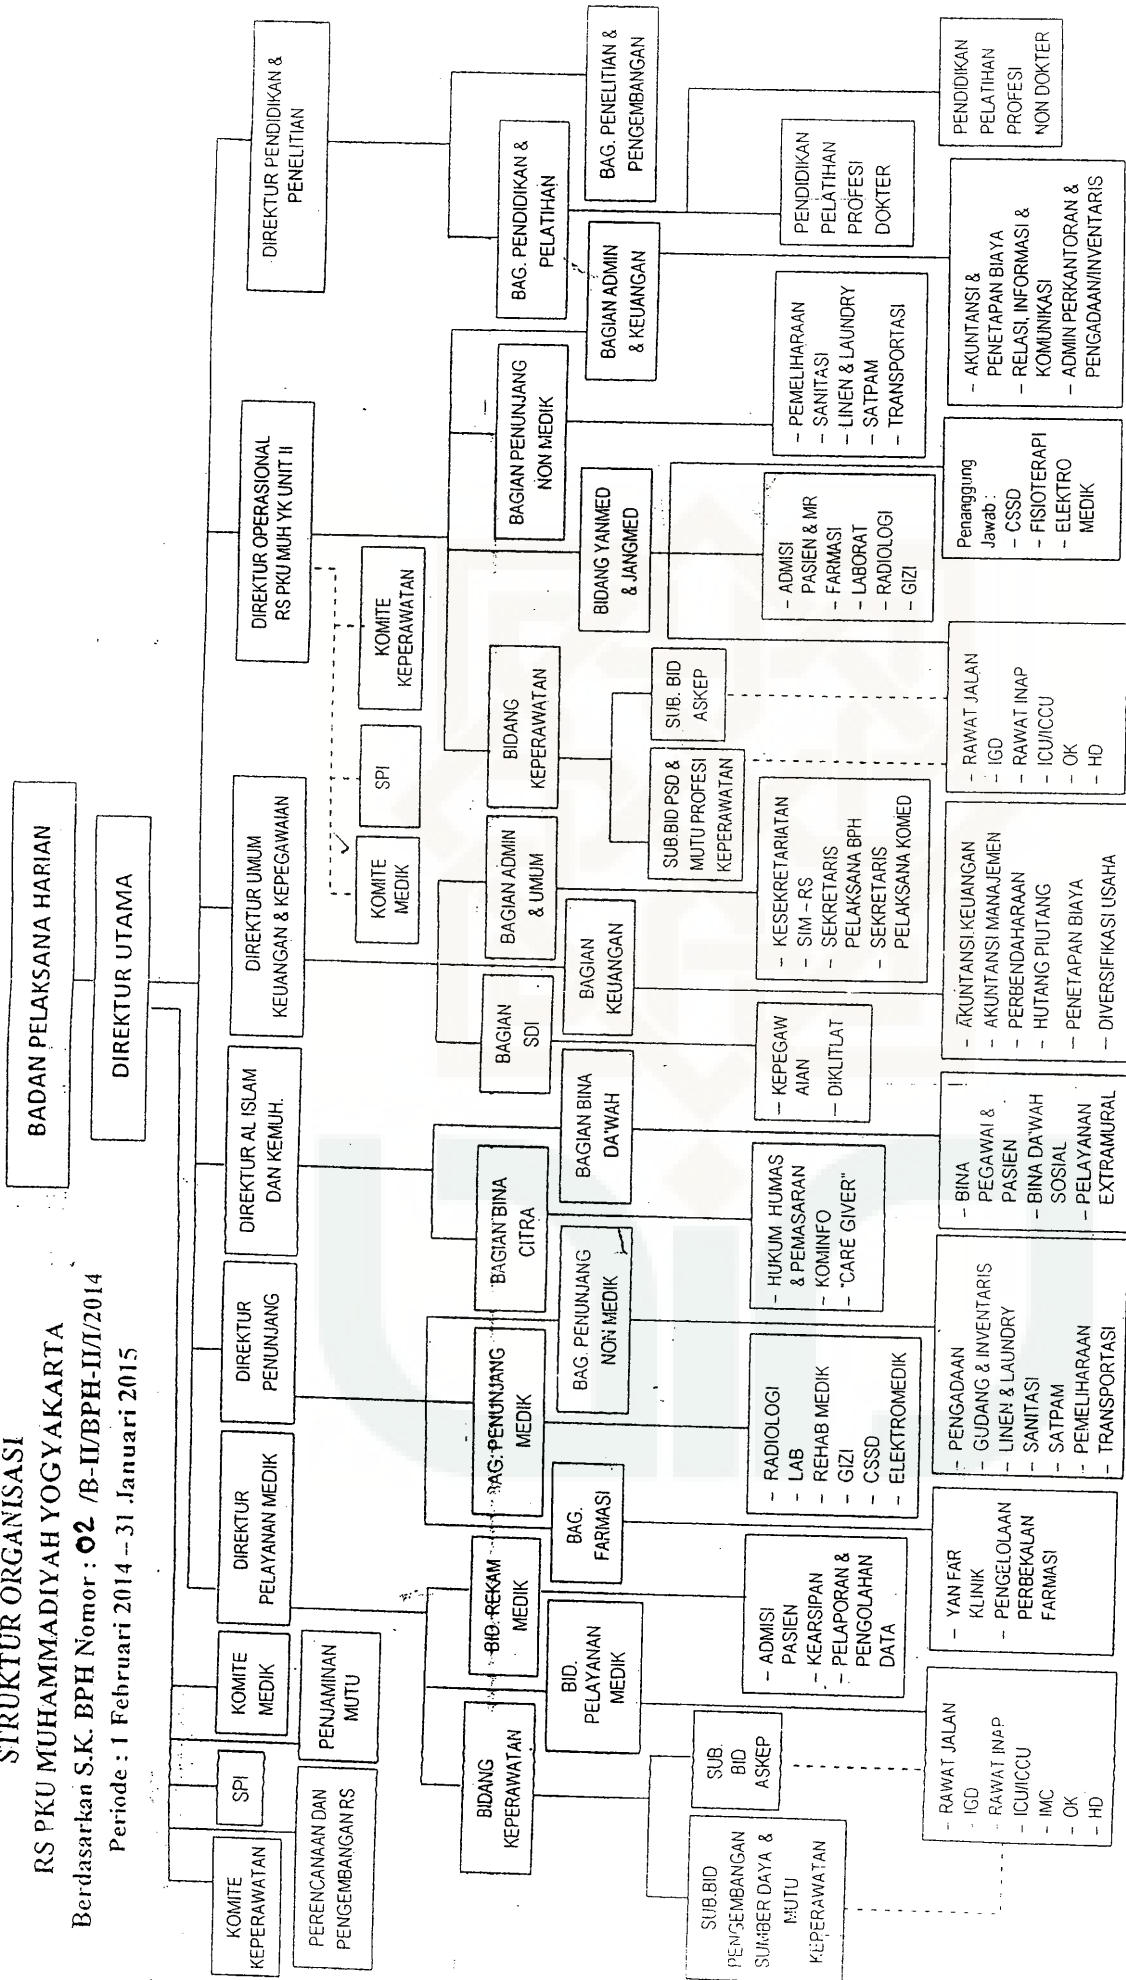 STRUKTUR ORGANISASI
RS PKU MUHAMMADIYAH YOGYAKARTA
Berdasarkan S.K. BPH Nomor : 02 /B-II/BPH-II/I/2014
Periode : 1 Februari 2014 – 31 Januari 2015
BADAN PELAKSANA HARIAN
DIREKTUR UTAMA
KOMITE
KEPERAWATAN
SPI
KOMITE
MEDIK
PERENCANAAN DAN
PENGEMBANGAN RS
PENJAMINAN
MUTU
DIREKTUR
PELAYANAN MEDIK
DIREKTUR
PENUNJANG
DIREKTUR AL ISLAM
DAN KEMUH.
DIREKTUR UMUM
KEUANGAN & KEPEGAWAIAN
DIREKTUR OPERASIONAL
RS PKU MUH YK UNIT II
DIREKTUR PENDIDIKAN &
PENELITIAN
KOMITE
MEDIK
SPI
KOMITE
KEPERAWATAN
BIDANG
KEPERAWATAN
BID. REKAM
MEDIK
BAG. PENUNJANG
MEDIK
BAGIAN BINA
CITRA
BAGIAN
SDI
BAGIAN ADMIN
& UMUM
BIDANG
KEPERAWATAN
BAGIAN PENUNJANG
NON MEDIK
BAG. PENDIDIKAN &
PELATIHAN
BID.
PELAYANAN
MEDIK
BAG.
FARMASI
BAG. PENUNJANG
NON MEDIK
BAGIAN BINA
DA'WAH
BAGIAN
KEUANGAN
BIDANG YANMED
& JANGMED
BAGIAN ADMIN
& KEUANGAN
BAG. PENELITIAN &
PENGEMBANGAN
SUB.BID
PENGEMBANGAN
SUMBER DAYA &
MUTU
KEPERAWATAN
SUB.
BID
ASKEP
SUB.BID PSD &
MUTU PROFESI
KEPERAWATAN
SUB. BID
ASKEP
– ADMISI
PASIEN
– KEARSIPAN
– PELAPORAN &
PENGOLAHAN
DATA
– RADIOLOGI
– LAB
– REHAB MEDIK
– GIZI
– CSSD
– ELEKTROMEDIK
– HUKUM HUMAS
& PEMASARAN
– KOMINFO
– "CARE GIVER"
– KEPEGAW
AIAN
– DIKLITLAT
– KESEKRETARIATAN
SIM – RS
– SEKRETARIS
PELAKSANA BPH
– SEKRETARIS
PELAKSANA KOMED
– ADMISI
PASIEN & MR
– FARMASI
– LABORAT
– RADIOLOGI
– GIZI
– PEMELIHARAAN
– SANITASI
– LINEN & LAUNDRY
– SATPAM
– TRANSPORTASI
PENDIDIKAN
PELATIHAN
PROFESI
DOKTER
– RAWAT JALAN
– IGD
– RAWAT INAP
– ICU/ICCU
– IMC
– OK
– HD
– YAN FAR
KLINIK
– PENGELOLAAN
PERBEKALAN
FARMASI
– PENGADAAN
GUDANG & INVENTARIS
– LINEN & LAUNDRY
– SANITASI
– SATPAM
– PEMELIHARAAN
– TRANSPORTASI
– BINA
PEGAWAI &
PASIEN
– BINA DA'WAH
SOSIAL
– PELAYANAN
EXTRAMURAL
– AKUNTANSI.KEUANGAN
– AKUNTANSI MANAJEMEN
– PERBENDAHARAAN
– HUTANG PIUTANG
– PENETAPAN BIAYA
– DIVERSIFIKASI USAHA
– RAWAT JALAN
– IGD
– RAWAT INAP
– ICU/ICCU
– OK
– HD
Penanggung
Jawab :
– CSSD
– FISIOTERAPI
– ELEKTRO
MEDIK
– AKUNTANSI &
PENETAPAN BIAYA
– RELASI, INFORMASI &
KOMUNIKASI
– ADMIN PERKANTORAN &
PENGADAAN/INVENTARIS
PENDIDIKAN
PELATIHAN
PROFESI
NON DOKTER